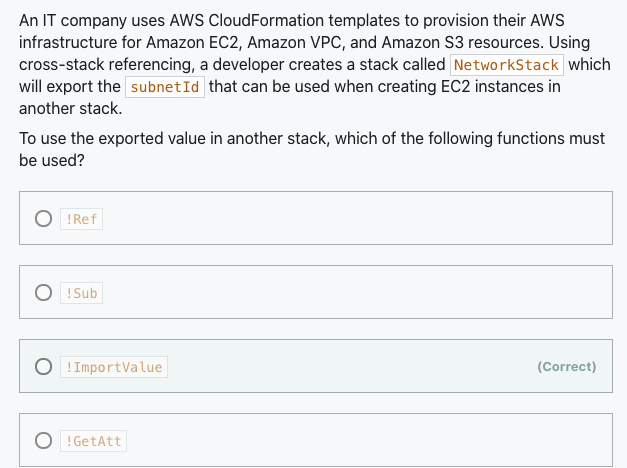 An IT company uses AWS CloudFormation templates to provision their AWS
infrastructure for Amazon EC2, Amazon VPC, and Amazon S3 resources. Using
cross-stack referencing, a developer creates a stack called NetworkStack which
will export the subnetId that can be used when creating EC2 instances in
another stack.
To use the exported value in another stack, which of the following functions must
be used?
!Ref
!Sub
!ImportValue (Correct)
!GetAtt